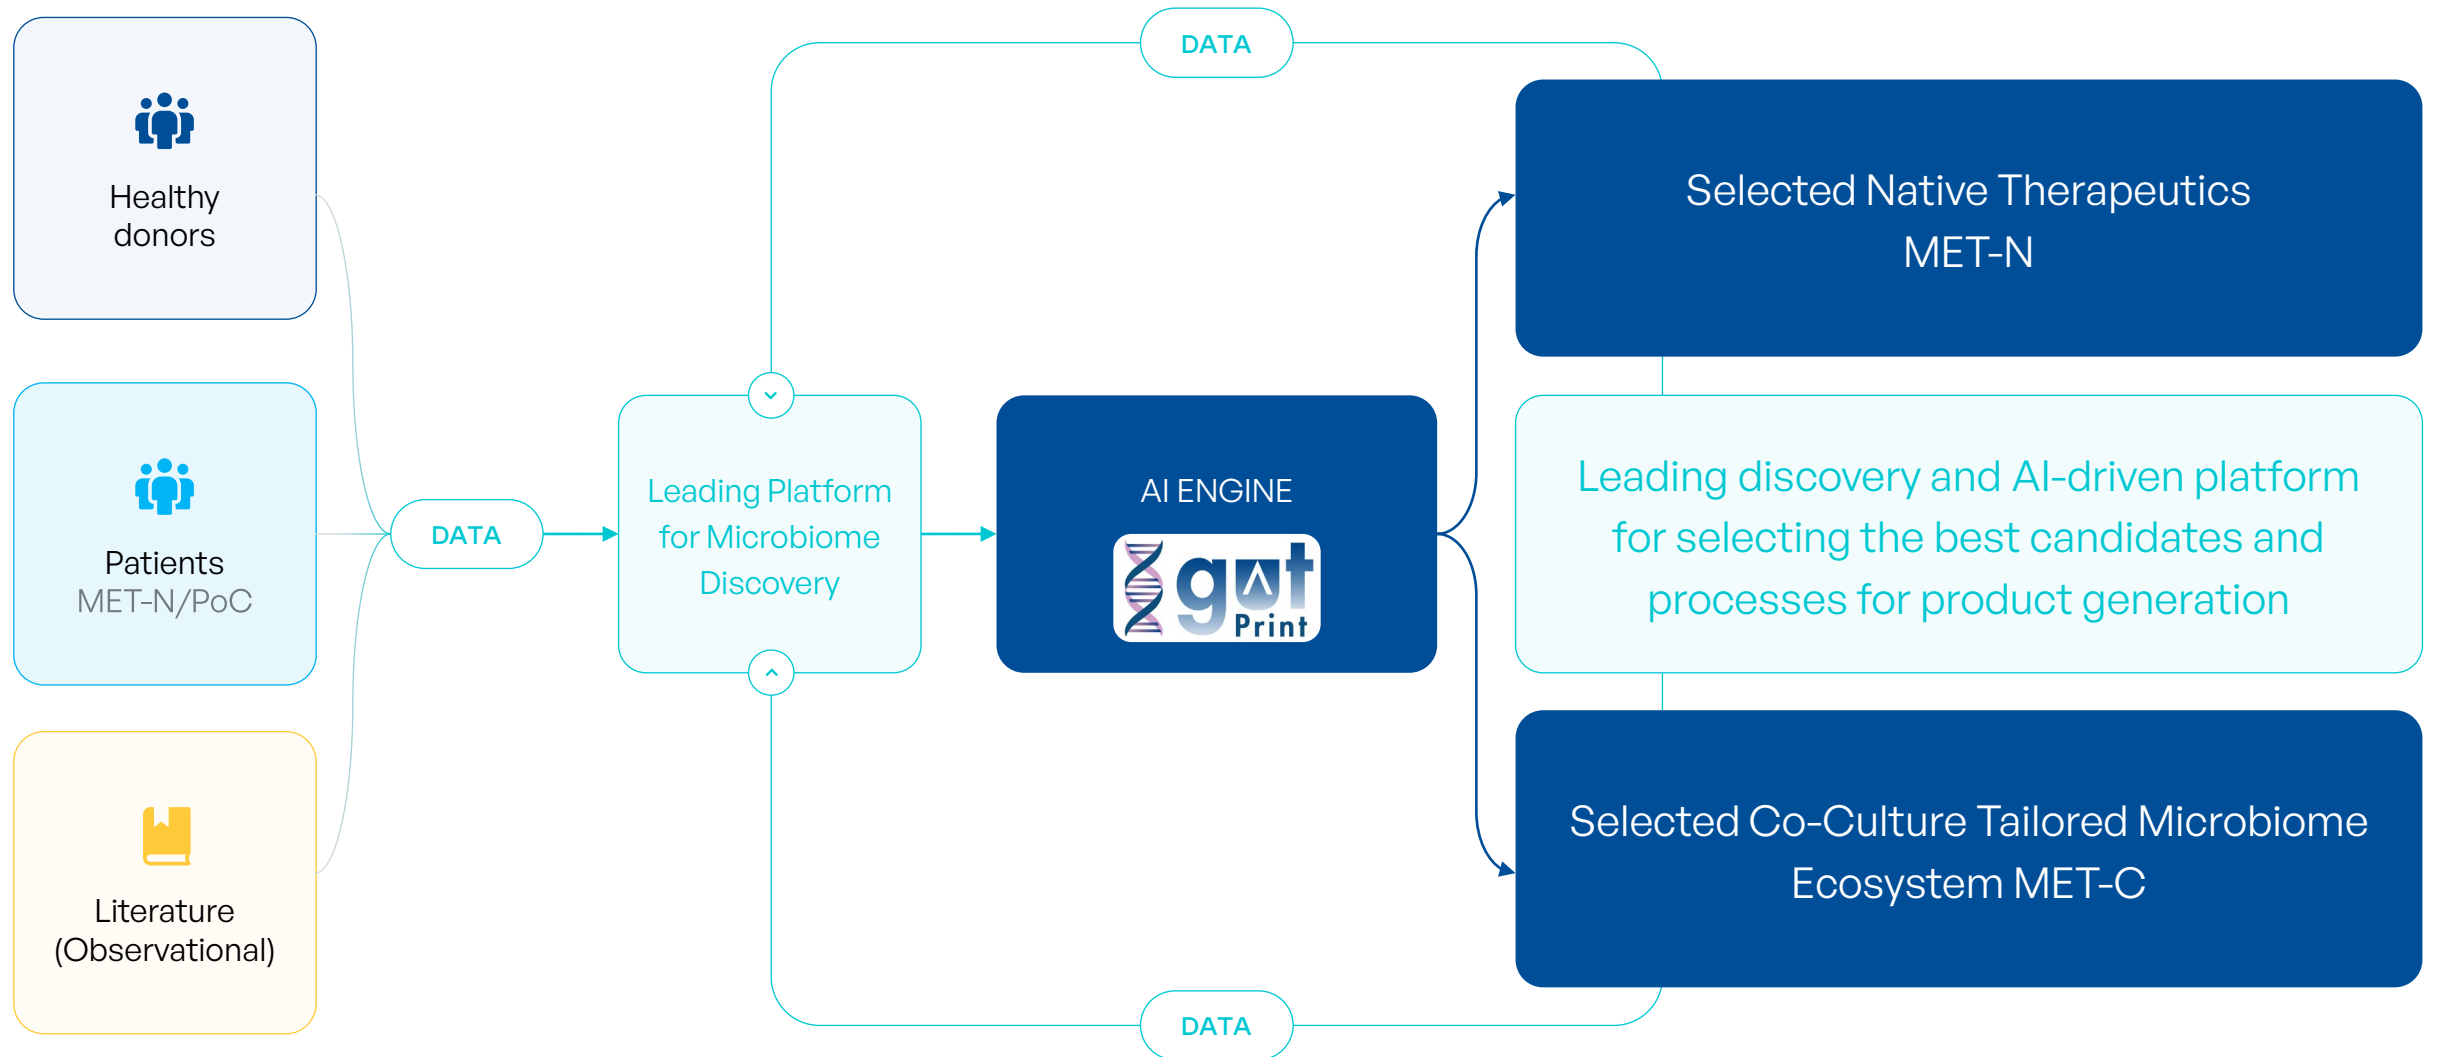 DATA
Healthy
donors
Patients
MET-N/PoC
Literature
(Observational)
DATA
Leading Platform
for Microbiome
Discovery
AI ENGINE
gut
Print
Selected Native Therapeutics
MET-N
Leading discovery and AI-driven platform
for selecting the best candidates and
processes for product generation
Selected Co-Culture Tailored Microbiome
Ecosystem MET-C
DATA